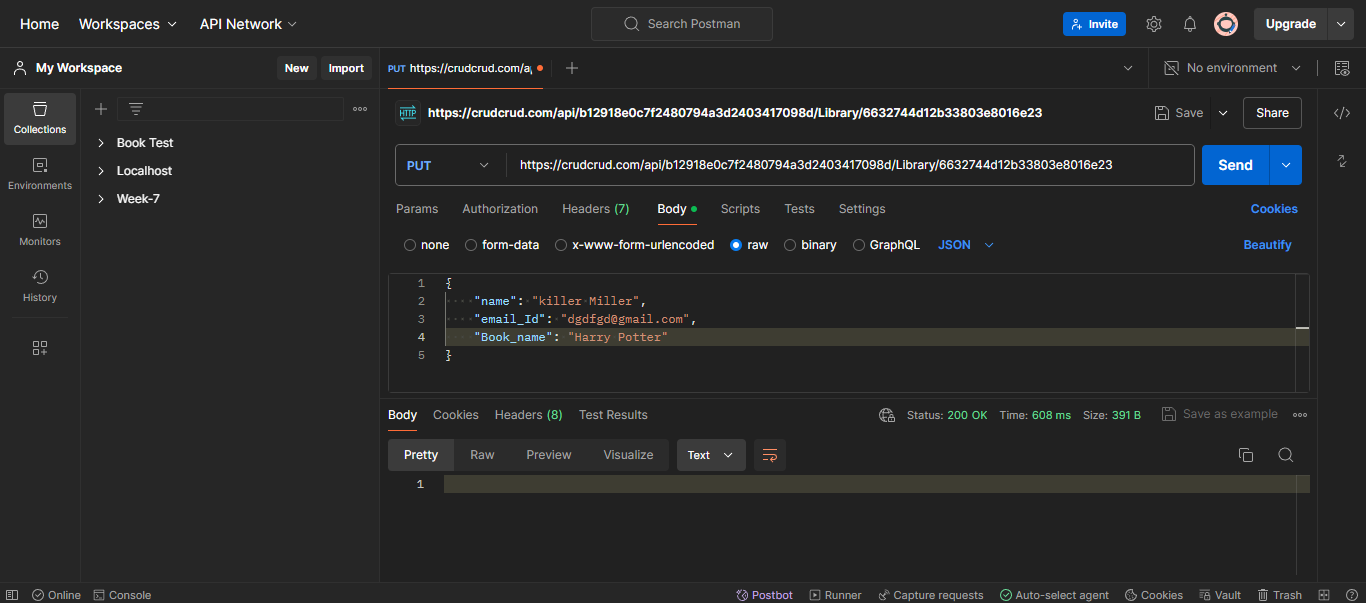 Home Workspaces API Network Search Postman Invite Upgrade
My Workspace New Import PUT https://crudcrud.com/a No environment
Collections
Environments
Monitors
History
Book Test
Localhost
Week-7
HTTP https://crudcrud.com/api/b12918e0c7f2480794a3d2403417098d/Library/6632744d12b33803e8016e23 Save Share
PUT https://crudcrud.com/api/b12918e0c7f2480794a3d2403417098d/Library/6632744d12b33803e8016e23 Send
Params Authorization Headers (7) Body Scripts Tests Settings Cookies
none form-data x-www-form-urlencoded raw binary GraphQL JSON Beautify
1 {
2 "name": "killer Miller",
3 "email_Id": "dgdfgd@gmail.com",
4 "Book_name": "Harry Potter"
5 }
Body Cookies Headers (8) Test Results Status: 200 OK Time: 608 ms Size: 391 B Save as example
Pretty Raw Preview Visualize Text
1
Online Console Postbot Runner Capture requests Auto-select agent Cookies Vault Trash